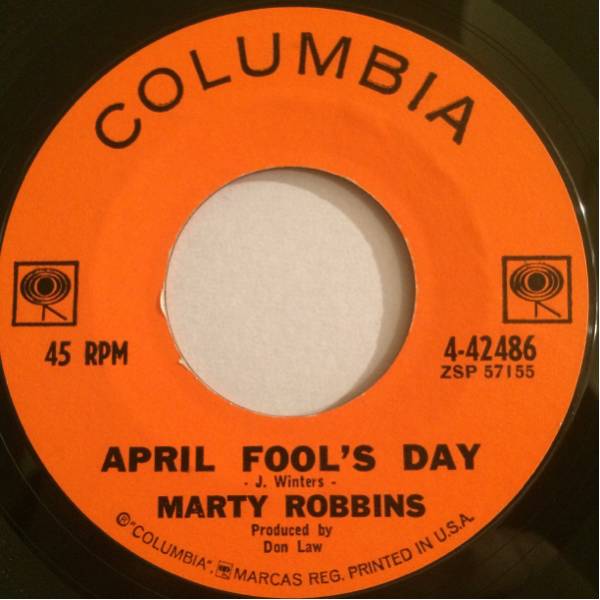 COLUMBIA
45 RPM
4-42486
ZSP 57155
APRIL FOOL'S DAY
- J. Winters -
MARTY ROBBINS
Produced by
Don Law
℗"COLUMBIA", MARCAS REG. PRINTED IN U.S.A.